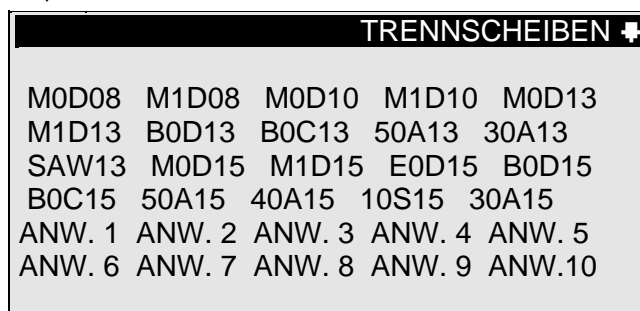 TRENNSCHEIBEN
M0D08 M1D08 M0D10 M1D10 M0D13
M1D13 B0D13 B0C13 50A13 30A13
SAW13 M0D15 M1D15 E0D15 B0D15
B0C15 50A15 40A15 10S15 30A15
ANW. 1 ANW. 2 ANW. 3 ANW. 4 ANW. 5
ANW. 6 ANW. 7 ANW. 8 ANW. 9 ANW.10